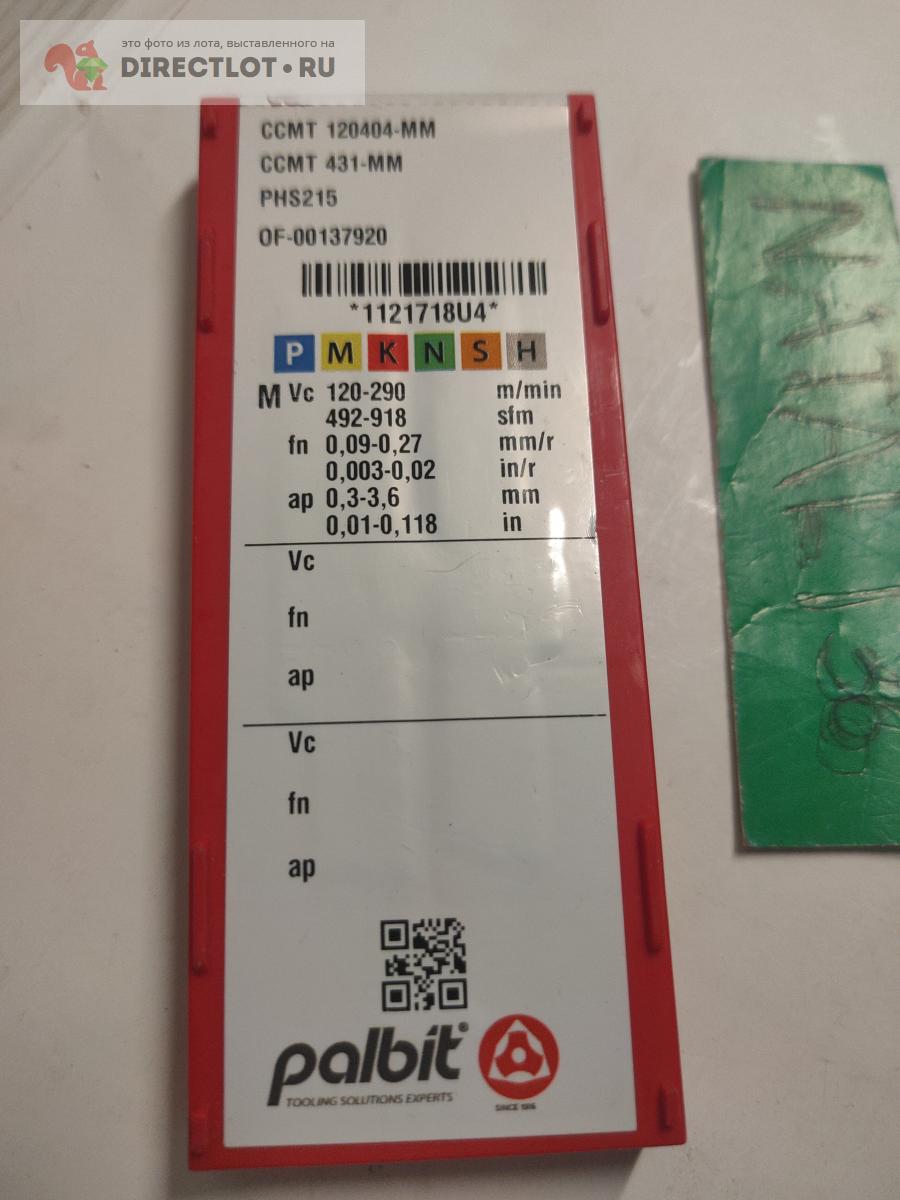 это фото из лота, выставленного на
DIRECTLOT•RU
CCMT 120404-MM
CCMT 431-MM
PHS215
OF-00137920
*1121718U4*
P M K N S H
M Vc 120-290 m/min
492-918 sfm
fn 0,09-0,27 mm/r
0,003-0,02 in/r
ap 0,3-3,6 mm
0,01-0,118 in
Vc
fn
ap
Vc
fn
ap
palbit®
TOOLING SOLUTIONS EXPERTS
SINCE 1916